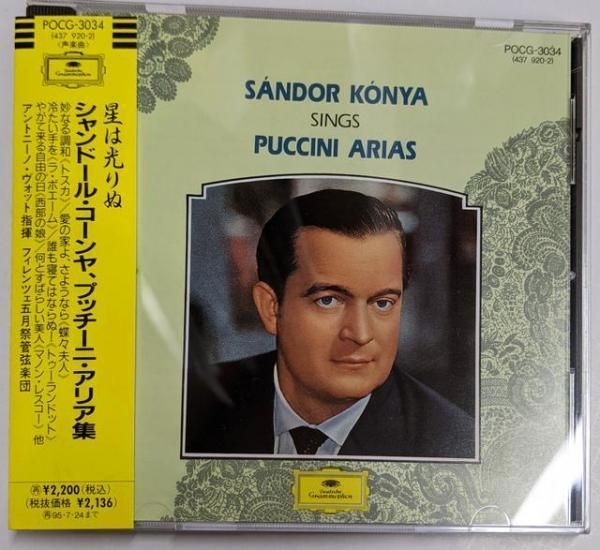 POCG-3034
(437 920-2)
〈声楽曲〉
Deutsche
Grammophon
星は光りぬ
シャンドール・コーンヤ、プッチーニ・アリア集
妙なる調和《トスカ》／愛の家よ、さようなら《蝶々夫人》
冷たい手を《ラ・ボエーム》／誰も寝てはならぬ！《トゥーランドット》
やがて来る自由の日《西部の娘》／何とすばらしい美人《マノン・レスコー》 他
アントニーノ・ヴォット指揮 フィレンツェ五月祭管弦楽団
再 ¥2,200(税込)
(税抜価格 ¥2,136)
再95・7・24まで
POCG-3034
(437 920-2)
SÁNDOR KÓNYA
SINGS
PUCCINI ARIAS
Deutsche
Grammophon